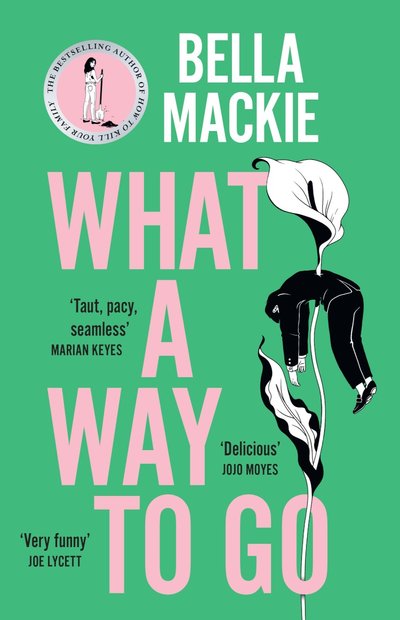 THE BESTSELLING AUTHOR OF HOW TO KILL YOUR FAMILY
BELLA
MACKIE
WHAT
‘Taut, pacy,
seamless’
MARIAN KEYES
A
WAY
‘Delicious’
JOJO MOYES
‘Very funny’
JOE LYCETT
TO GO